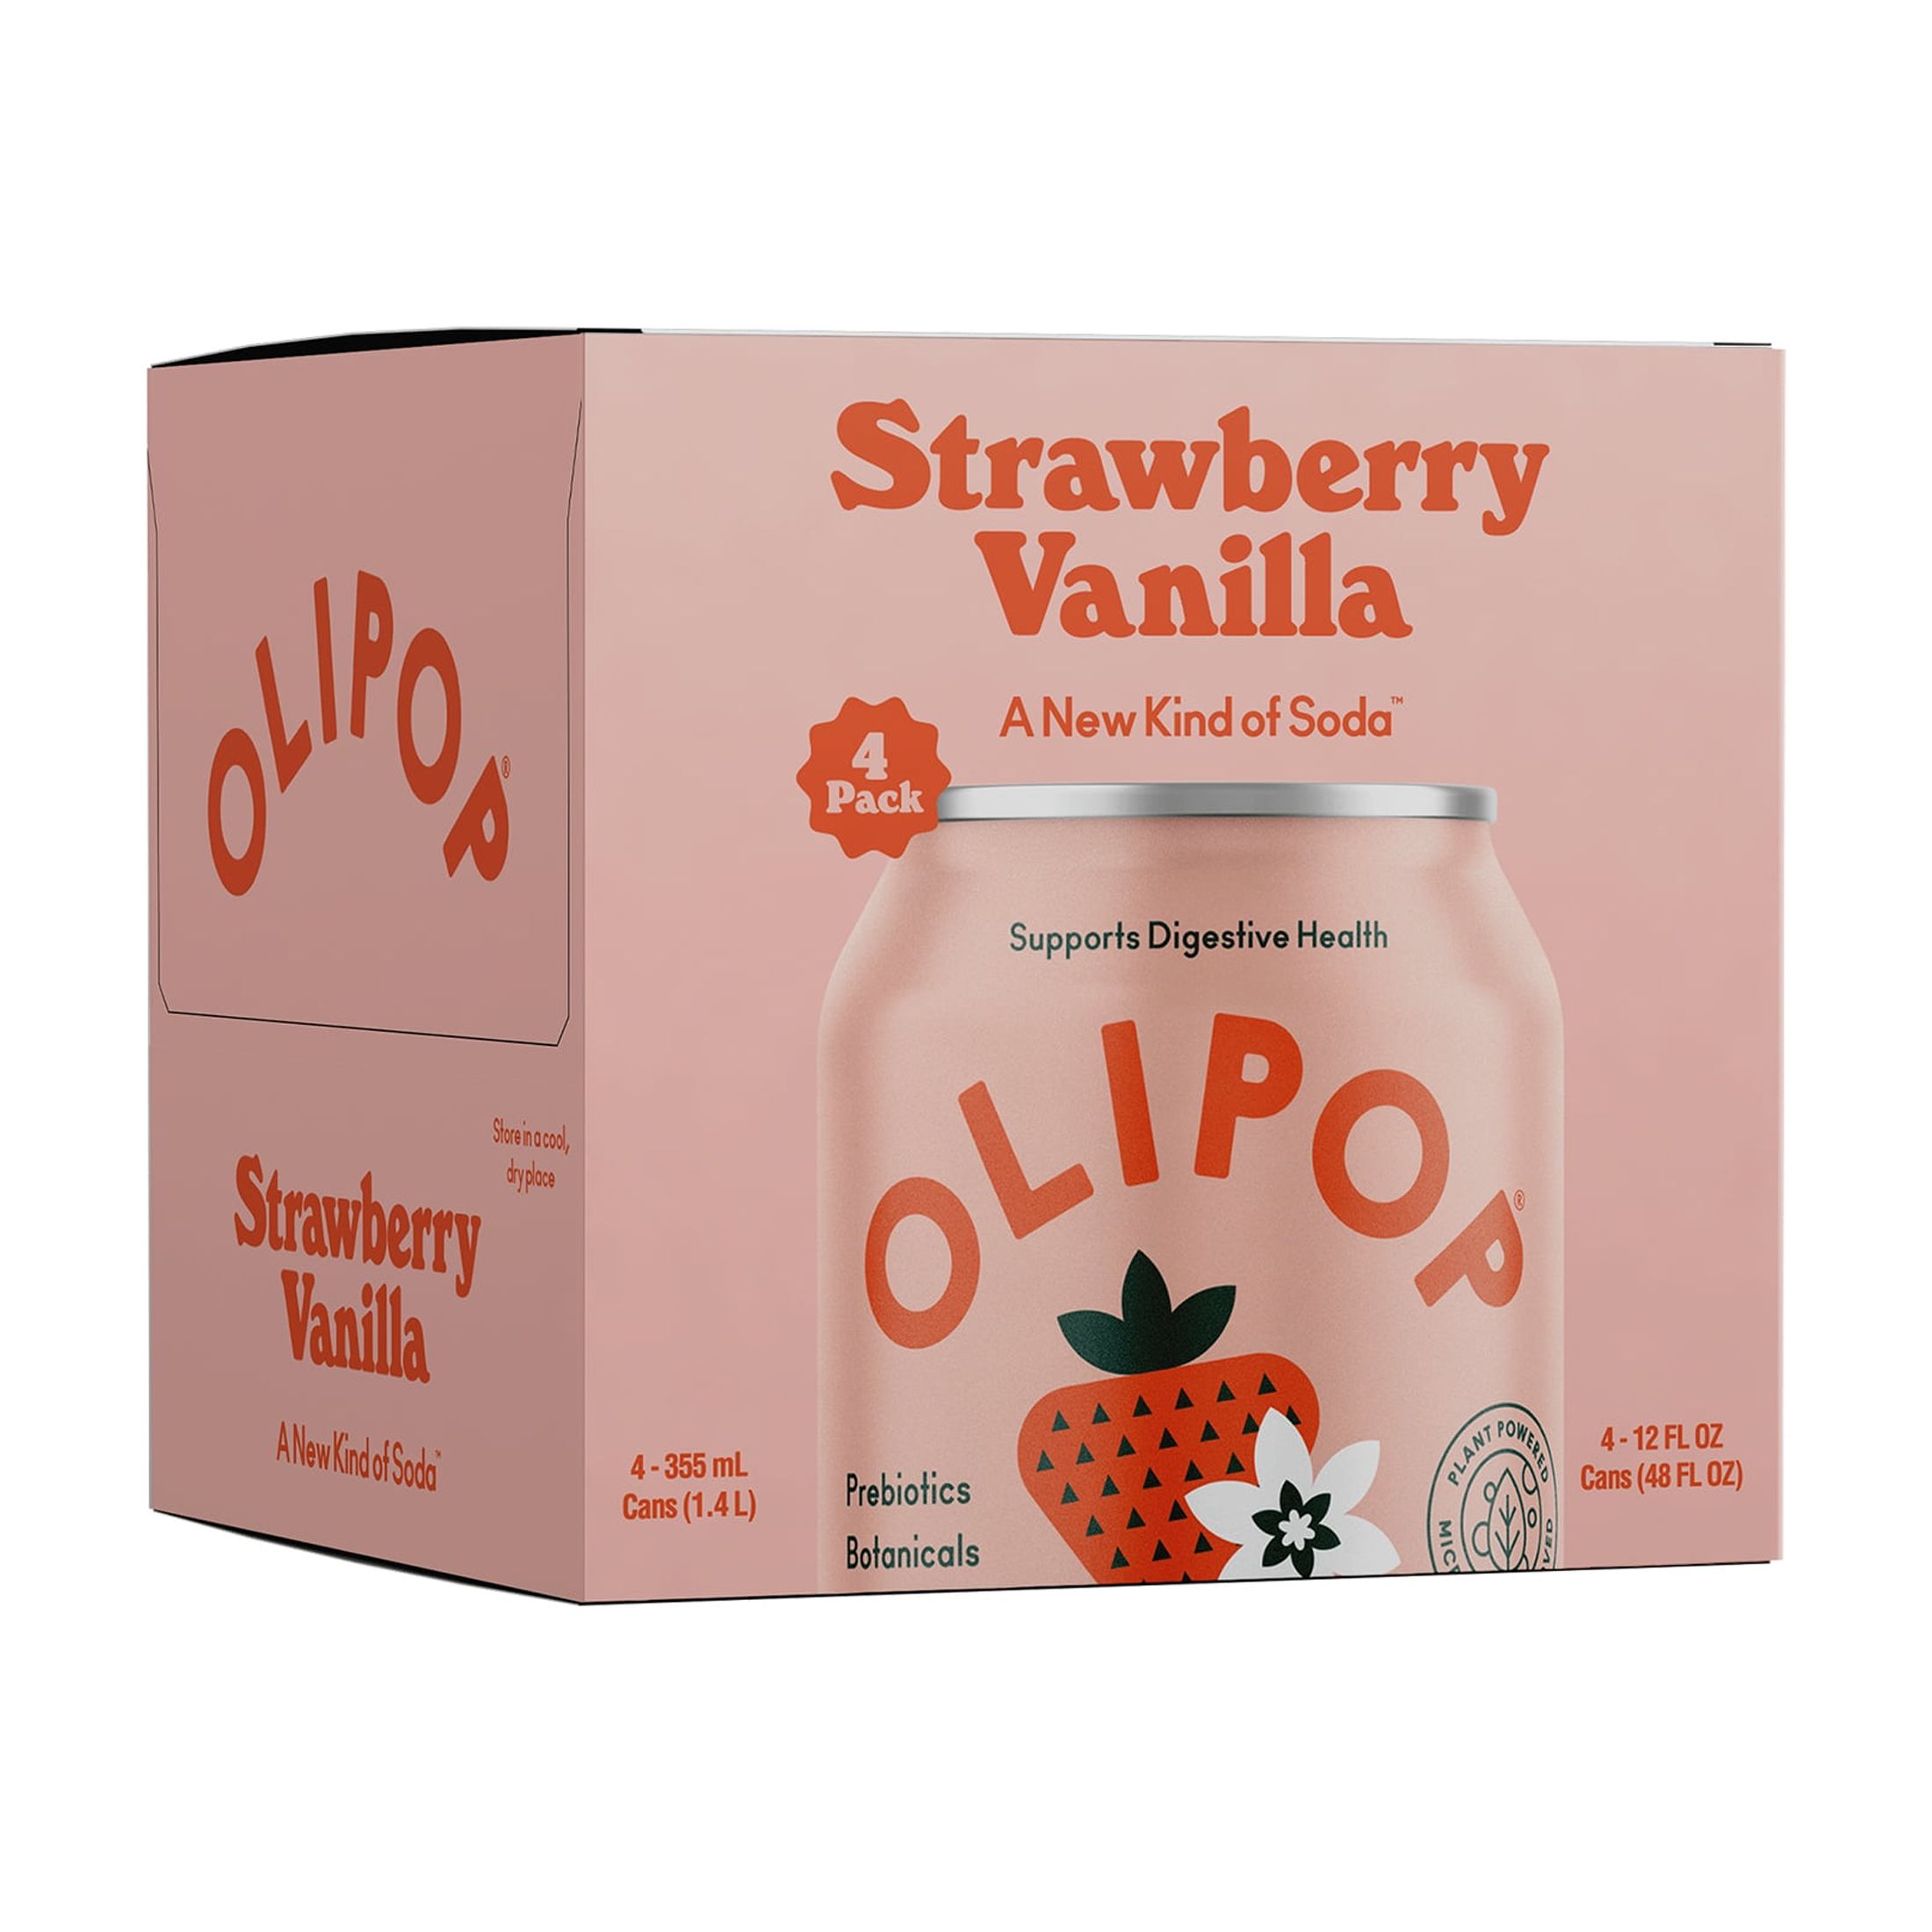 OLIPOP®
Store in a cool,
dry place
Strawberry
Vanilla
A New Kind of Soda™
Strawberry
Vanilla
A New Kind of Soda™
4
Pack
Supports Digestive Health
OLIPOP®
Prebiotics
Botanicals
PLANT POWERED
4 - 355 mL
Cans (1.4 L)
4 - 12 FL OZ
Cans (48 FL OZ)